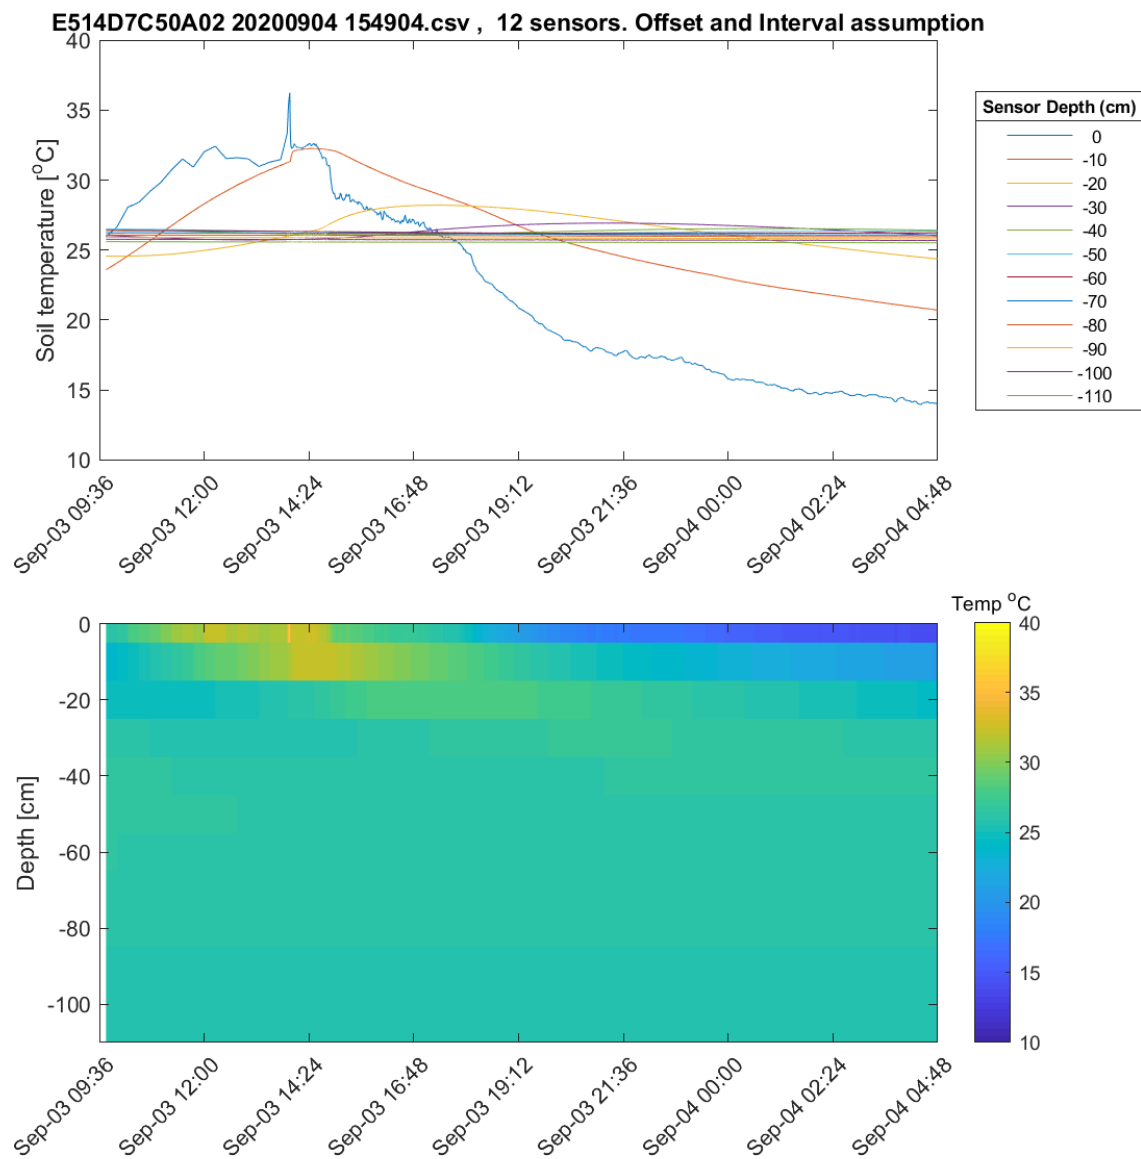 E514D7C50A02 20200904 154904.csv ,  12 sensors. Offset and Interval assumption
40
35
30
25
20
15
10
Soil temperature [°C]
Sep-03 09:36
Sep-03 12:00
Sep-03 14:24
Sep-03 16:48
Sep-03 19:12
Sep-03 21:36
Sep-04 00:00
Sep-04 02:24
Sep-04 04:48
Sensor Depth (cm)
0
-10
-20
-30
-40
-50
-60
-70
-80
-90
-100
-110
0
-20
-40
-60
-80
-100
Depth [cm]
Sep-03 09:36
Sep-03 12:00
Sep-03 14:24
Sep-03 16:48
Sep-03 19:12
Sep-03 21:36
Sep-04 00:00
Sep-04 02:24
Sep-04 04:48
Temp °C
40
35
30
25
20
15
10